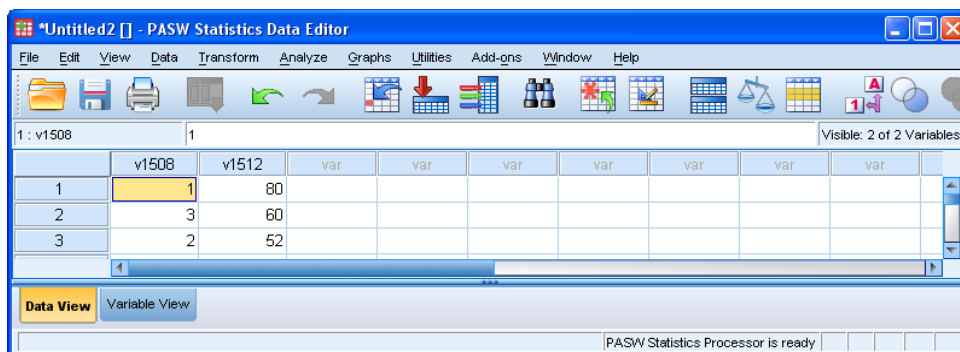 *Untitled2 [] - PASW Statistics Data Editor
File Edit View Data Transform Analyze Graphs Utilities Add-ons Window Help
A
1
1 : v1508 1 Visible: 2 of 2 Variables
v1508 v1512 var var var var var var var
1 1 80
2 3 60
3 2 52
Data View Variable View
PASW Statistics Processor is ready